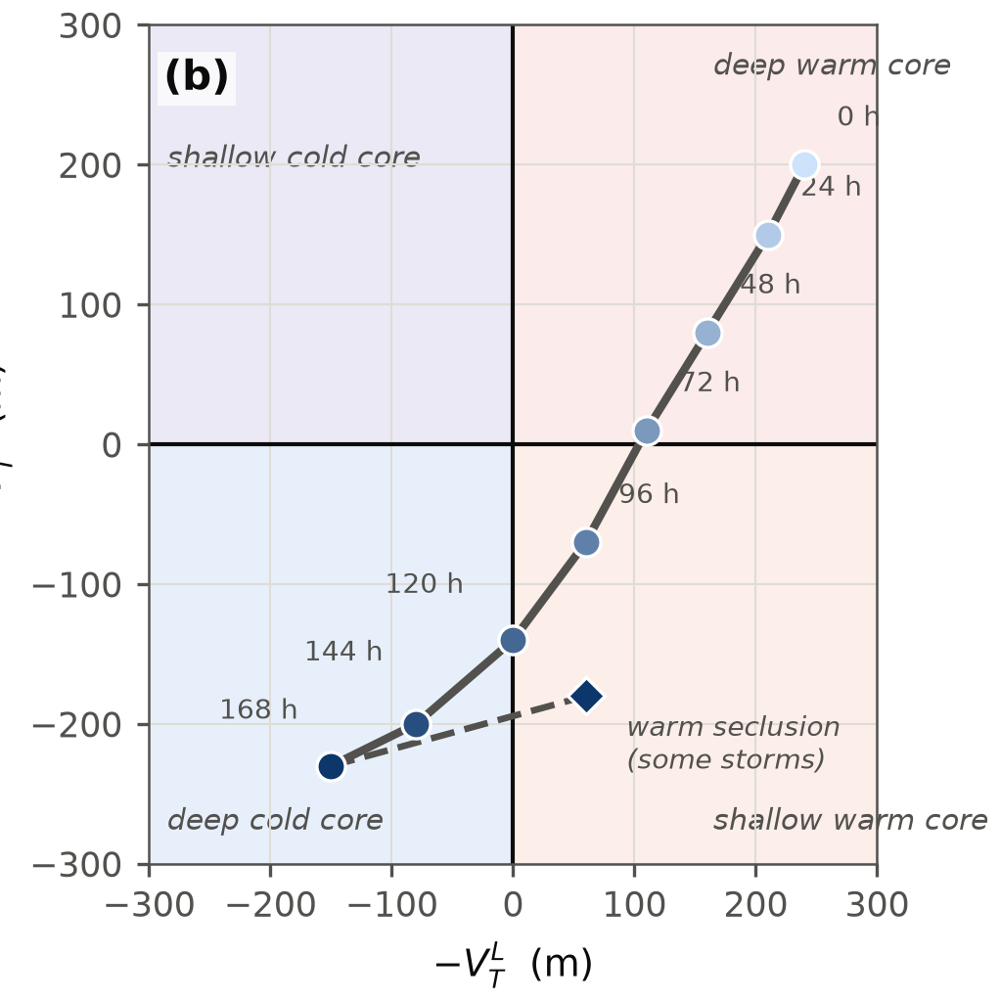 300
(b)
deep warm core
0 h
shallow cold core
200
24 h
48 h
100
72 h
0
96 h
−100
120 h
144 h
168 h
−200
warm seclusion
(some storms)
deep cold core
shallow warm core
−300
−300 −200 −100 0 100 200 300
−V_T^L (m)